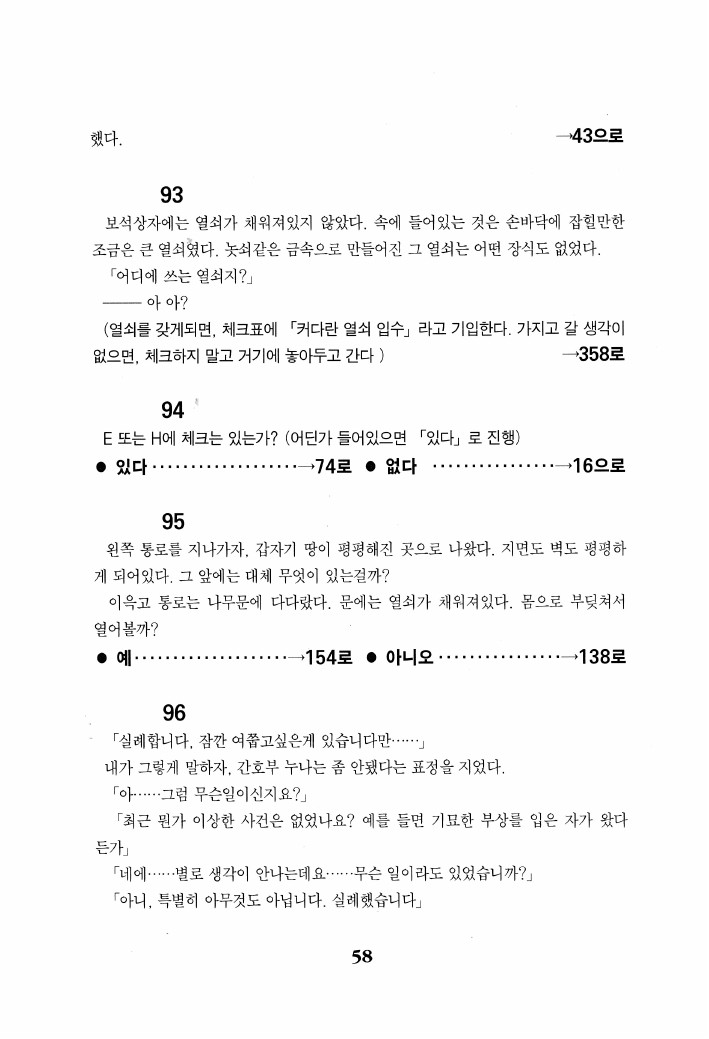 했다. →43으로
93
보석상자에는 열쇠가 채워져있지 않았다. 속에 들어있는 것은 손바닥에 잡힐만한
조금은 큰 열쇠였다. 놋쇠같은 금속으로 만들어진 그 열쇠는 어떤 장식도 없었다.
「어디에 쓰는 열쇠지?」
─── 아 아?
(열쇠를 갖게되면, 체크표에 「커다란 열쇠 입수」라고 기입한다. 가지고 갈 생각이
없으면, 체크하지 말고 거기에 놓아두고 간다 ) →358로
94
E 또는 H에 체크는 있는가? (어딘가 들어있으면 「있다」로 진행)
● 있다···················→74로 ● 없다 ················→16으로
95
왼쪽 통로를 지나가자, 갑자기 땅이 평평해진 곳으로 나왔다. 지면도 벽도 평평하
게 되어있다. 그 앞에는 대체 무엇이 있는걸까?
이윽고 통로는 나무문에 다다랐다. 문에는 열쇠가 채워져있다. 몸으로 부딪쳐서
열어볼까?
● 예····················→154로 ● 아니오················→138로
96
「실례합니다, 잠깐 여쭙고싶은게 있습니다만……」
내가 그렇게 말하자, 간호부 누나는 좀 안됐다는 표정을 지었다.
「아……그럼 무슨일이신지요?」
「최근 뭔가 이상한 사건은 없었나요? 예를 들면 기묘한 부상를 입은 자가 왔다
든가」
「네에……별로 생각이 안나는데요……무슨 일이라도 있었습니까?」
「아니, 특별히 아무것도 아닙니다. 실례했습니다」
58